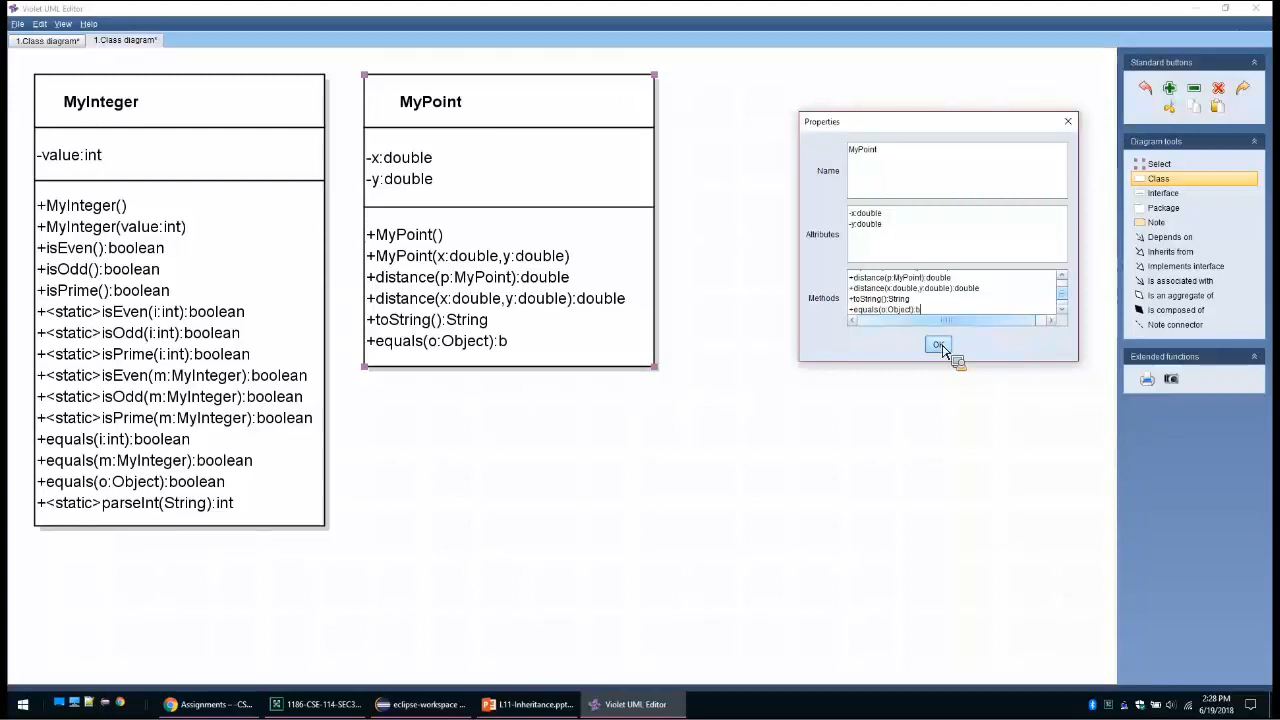 Violet UML Editor
File Edit View Help
1.Class diagram* 1.Class diagram*
MyInteger
-value:int
+MyInteger()
+MyInteger(value:int)
+isEven():boolean
+isOdd():boolean
+isPrime():boolean
+<static>isEven(i:int):boolean
+<static>isOdd(i:int):boolean
+<static>isPrime(i:int):boolean
+<static>isEven(m:MyInteger):boolean
+<static>isOdd(m:MyInteger):boolean
+<static>isPrime(m:MyInteger):boolean
+equals(i:int):boolean
+equals(m:MyInteger):boolean
+equals(o:Object):boolean
+<static>parseInt(String):int
MyPoint
-x:double
-y:double
+MyPoint()
+MyPoint(x:double,y:double)
+distance(p:MyPoint):double
+distance(x:double,y:double):double
+toString():String
+equals(o:Object):b
Properties
Name
MyPoint
Attributes
-x:double
-y:double
Methods
+distance(p:MyPoint):double
+distance(x:double,y:double):double
+toString():String
+equals(o:Object):b
OK
Standard buttons
Diagram tools
Select
Class
Interface
Package
Note
Depends on
Inherits from
Implements interface
Is associated with
Is an aggregate of
Is composed of
Note connector
Extended functions
Assignments - -CS...
1186-CSE-114-SEC3...
eclipse-workspace ...
L11-Inheritance.ppt...
Violet UML Editor
2:28 PM
6/19/2018